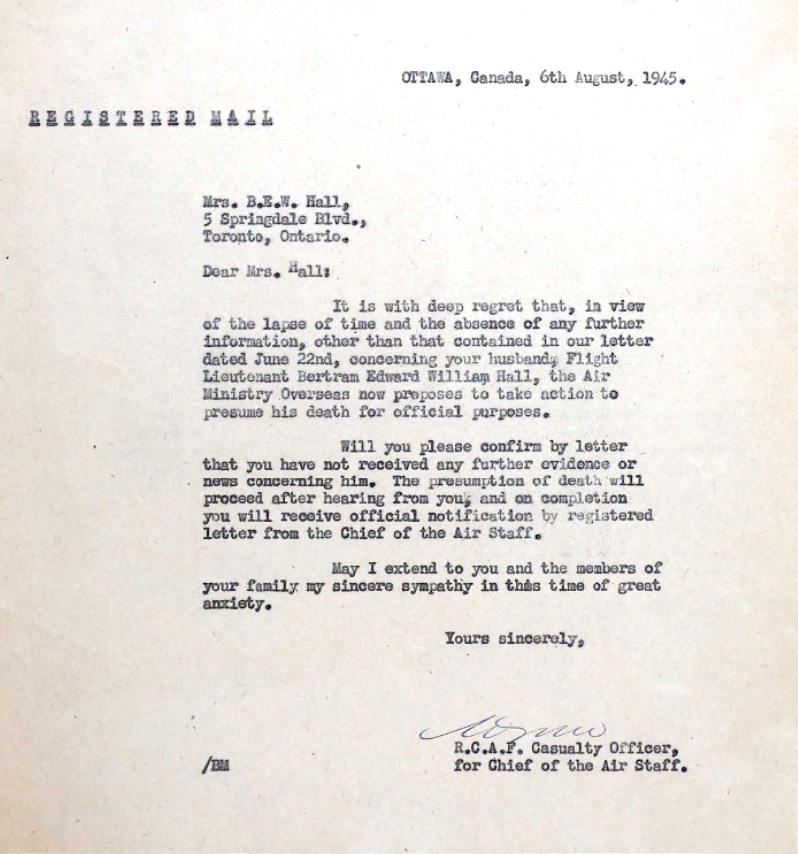 OTTAWA, Canada, 6th August, 1945.
REGISTERED MAIL
Mrs. B.E.W. Hall,
5 Springdale Blvd.,
Toronto, Ontario.
Dear Mrs. Hall:
It is with deep regret that, in view
of the lapse of time and the absence of any further
information, other than that contained in our letter
dated June 22nd, concerning your husband, Flight
Lieutenant Bertram Edward William Hall, the Air
Ministry Overseas now proposes to take action to
presume his death for official purposes.
Will you please confirm by letter
that you have not received any further evidence or
news concerning him. The presumption of death will
proceed after hearing from you, and on completion
you will receive official notification by registered
letter from the Chief of the Air Staff.
May I extend to you and the members of
your family my sincere sympathy in this time of great
anxiety.
Yours sincerely,
R.C.A.F. Casualty Officer,
for Chief of the Air Staff.
/BM